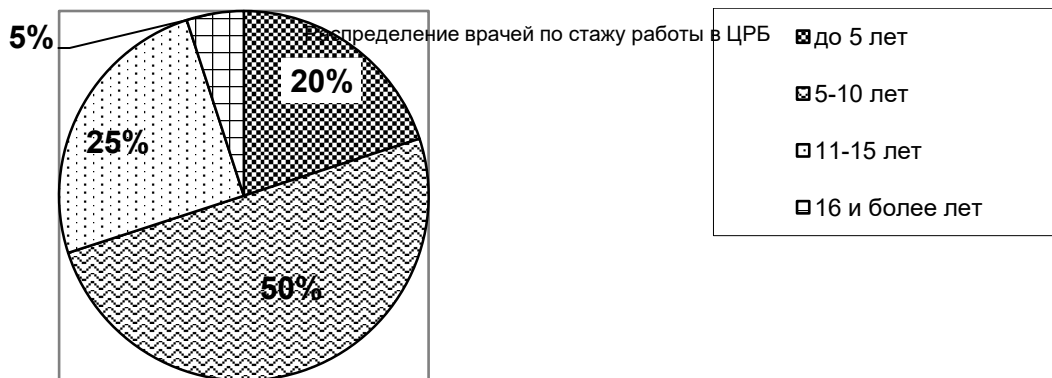 Распределение врачей по стажу работы в ЦРБ
5%
20%
25%
50%
до 5 лет
5-10 лет
11-15 лет
16 и более лет